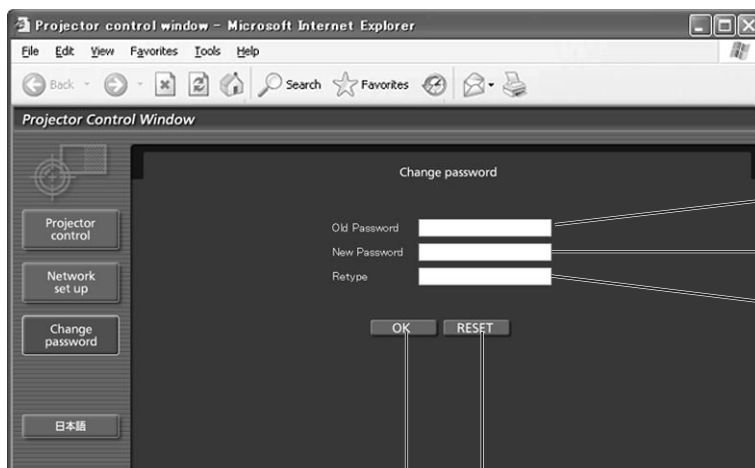 Projector control window - Microsoft Internet Explorer
File Edit View Favorites Tools Help
Back Search Favorites
Projector Control Window
Change password
Projector
control
Network
set up
Change
password
日本語
Old Password
New Password
Retype
OK RESET